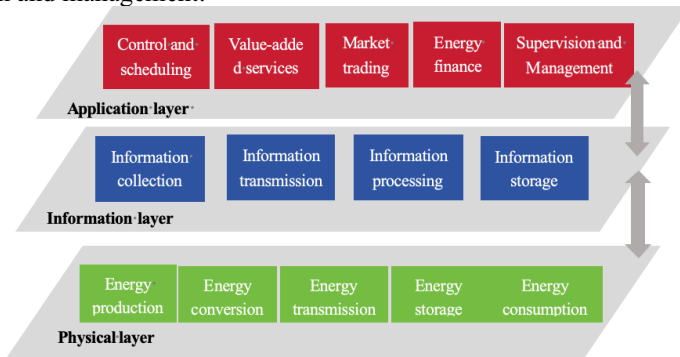 and management.
Control and
scheduling
Value-adde
d services
Market
trading
Energy
finance
Supervision and
Management
Application layer
Information
collection
Information
transmission
Information
processing
Information
storage
Information layer
Energy
production
Energy
conversion
Energy
transmission
Energy
storage
Energy
consumption
Physical layer